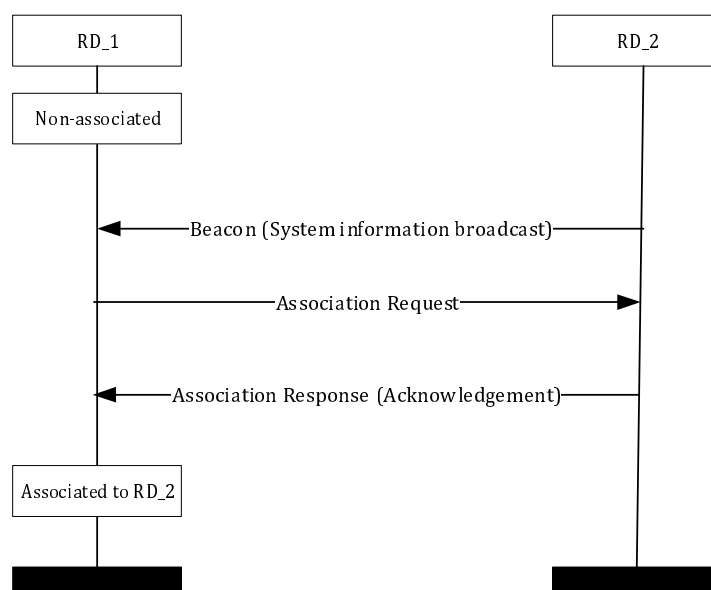 RD_1
RD_2
Non-associated
Beacon (System information broadcast)
Association Request
Association Response (Acknowledgement)
Associated to RD_2